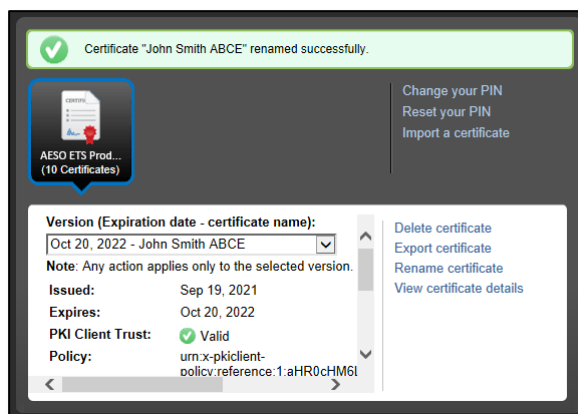 Certificate "John Smith ABCE" renamed successfully.
Change your PIN
Reset your PIN
Import a certificate
CERTIFI
AESO ETS Prod...
(10 Certificates)
Version (Expiration date - certificate name):
Oct 20, 2022 - John Smith ABCE
Note: Any action applies only to the selected version.
Issued: Sep 19, 2021
Expires: Oct 20, 2022
PKI Client Trust: Valid
Policy: urn:x-pkiclient-
policy:reference:1:aHR0cHM6L
Delete certificate
Export certificate
Rename certificate
View certificate details